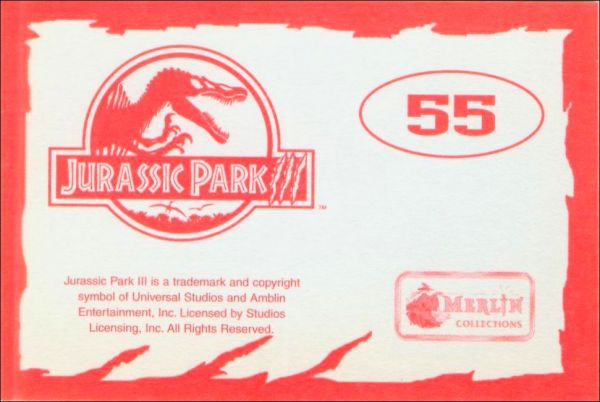 55
JURASSIC PARK III
TM
Jurassic Park III is a trademark and copyright
symbol of Universal Studios and Amblin
Entertainment, Inc. Licensed by Studios
Licensing, Inc. All Rights Reserved.
MERLIN
COLLECTIONS